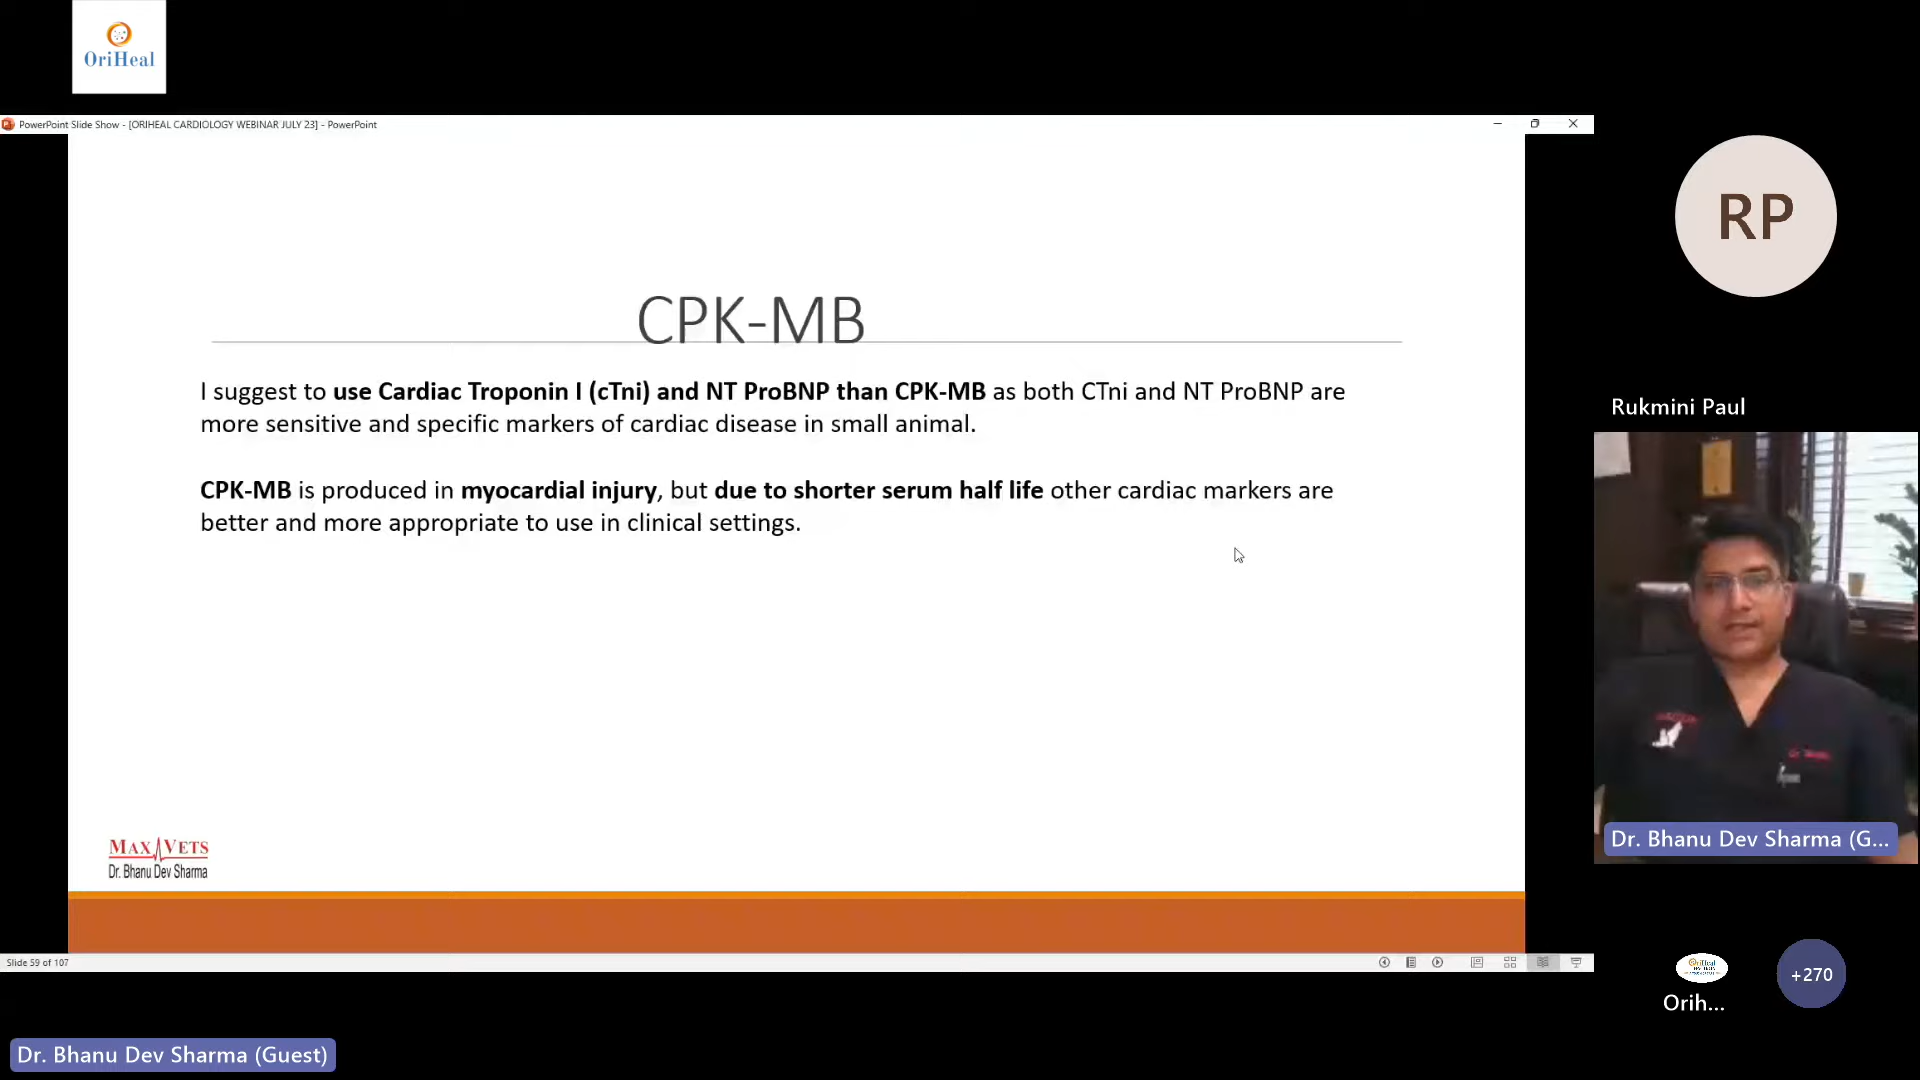 OriHeal
PowerPoint Slide Show - [ORIHEAL CARDIOLOGY WEBINAR JULY 23] - PowerPoint
CPK-MB
I suggest to use Cardiac Troponin I (cTni) and NT ProBNP than CPK-MB as both CTni and NT ProBNP are
more sensitive and specific markers of cardiac disease in small animal.
CPK-MB is produced in myocardial injury, but due to shorter serum half life other cardiac markers are
better and more appropriate to use in clinical settings.
MAX VETS
Dr. Bhanu Dev Sharma
Slide 59 of 107
RP
Rukmini Paul
Dr. Bhanu Dev Sharma (G...
OriHeal
Orih...
+270
Dr. Bhanu Dev Sharma (Guest)